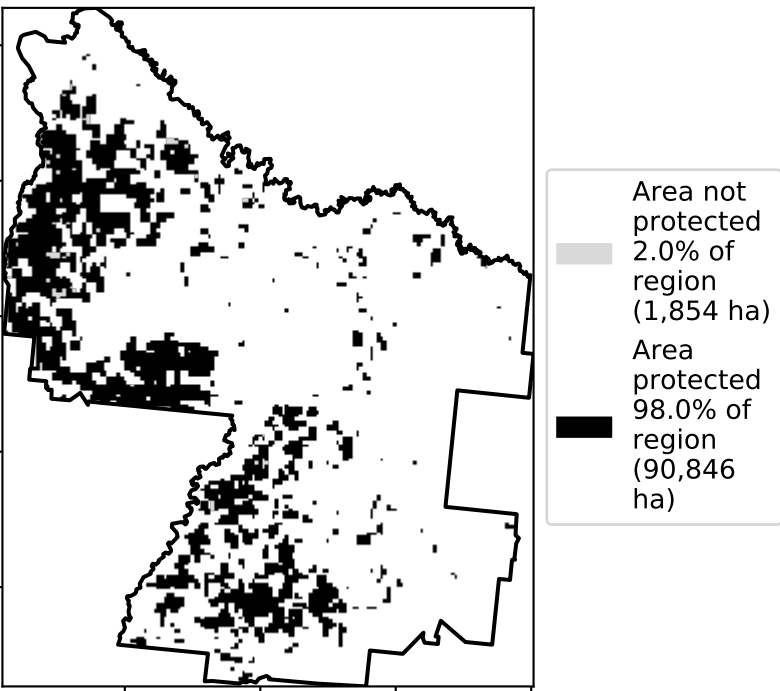 Area not
protected
2.0% of
region
(1,854 ha)
Area
protected
98.0% of
region
(90,846
ha)